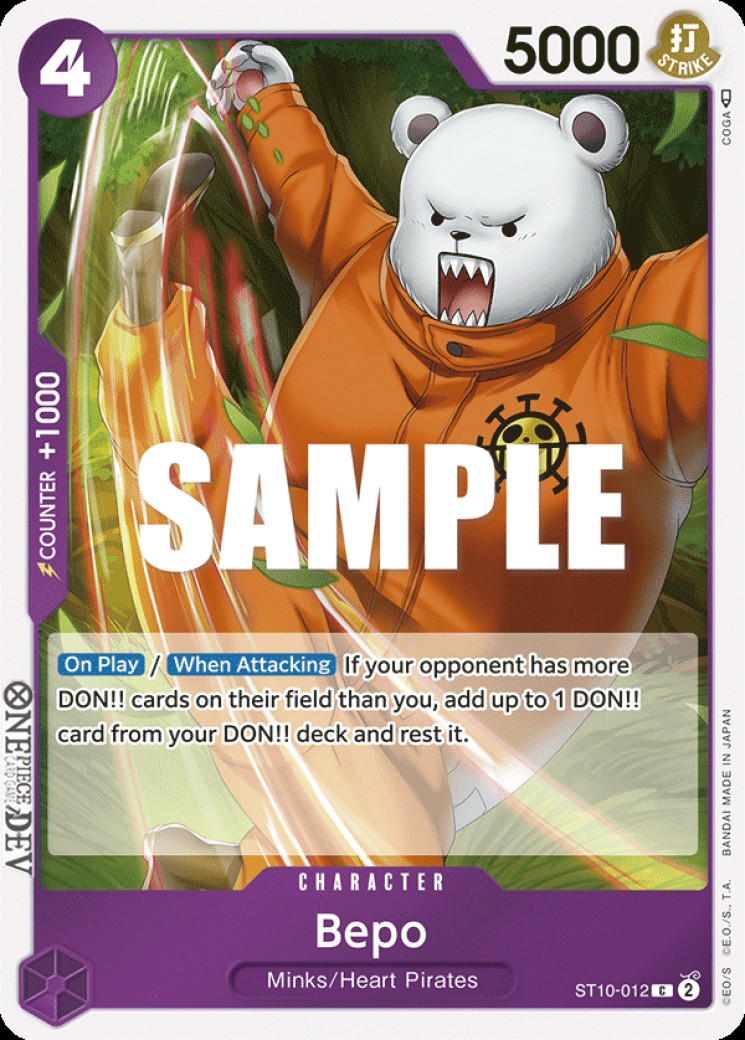 4
5000
打
STRIKE
COGA
COUNTER +1000
SAMPLE
On Play / When Attacking If your opponent has more
DON!! cards on their field than you, add up to 1 DON!!
card from your DON!! deck and rest it.
ONE PIECE
CARD GAME
DEV
BANDAI MADE IN JAPAN
©EO/S ©E.O./S., T.A.
CHARACTER
Bepo
Minks/Heart Pirates
ST10-012 C 2